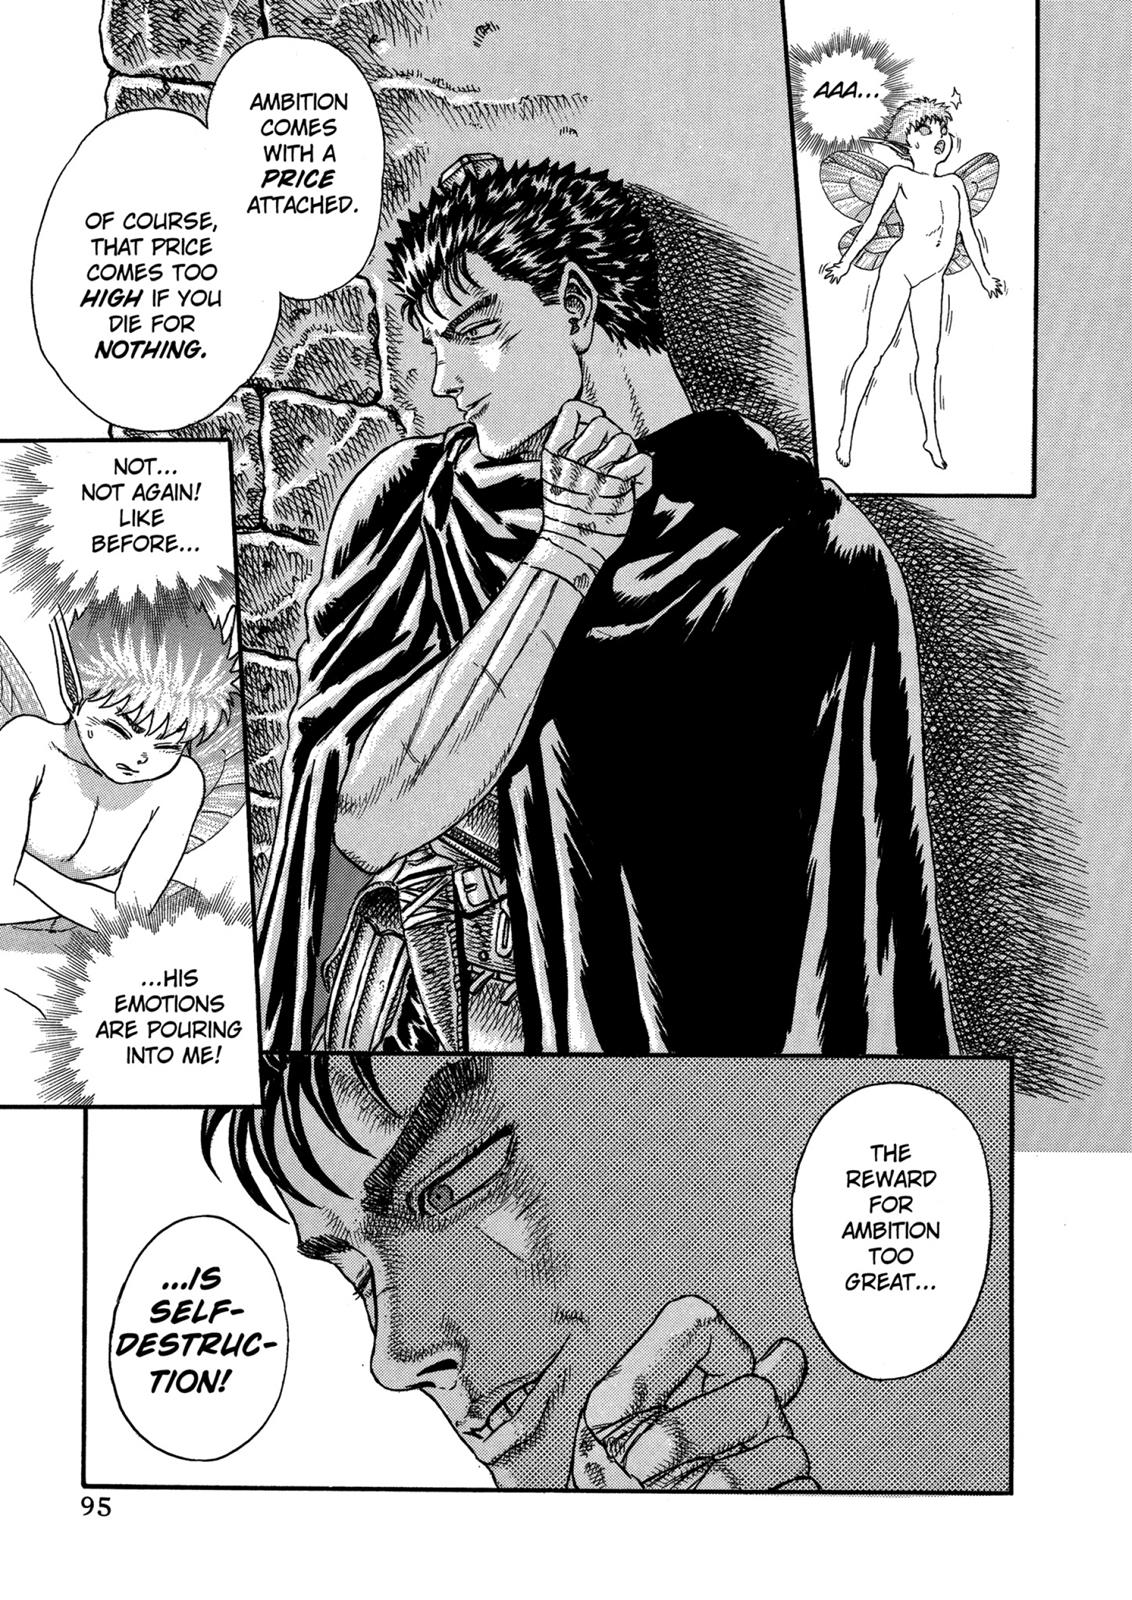 AAA...
AMBITION
COMES
WITH A
PRICE
ATTACHED.
OF COURSE,
THAT PRICE
COMES TOO
HIGH IF YOU
DIE FOR
NOTHING.
NOT...
NOT AGAIN!
LIKE
BEFORE...
...HIS
EMOTIONS
ARE POURING
INTO ME!
THE
REWARD
FOR
AMBITION
TOO
GREAT...
...IS
SELF-
DESTRUC-
TION!
95